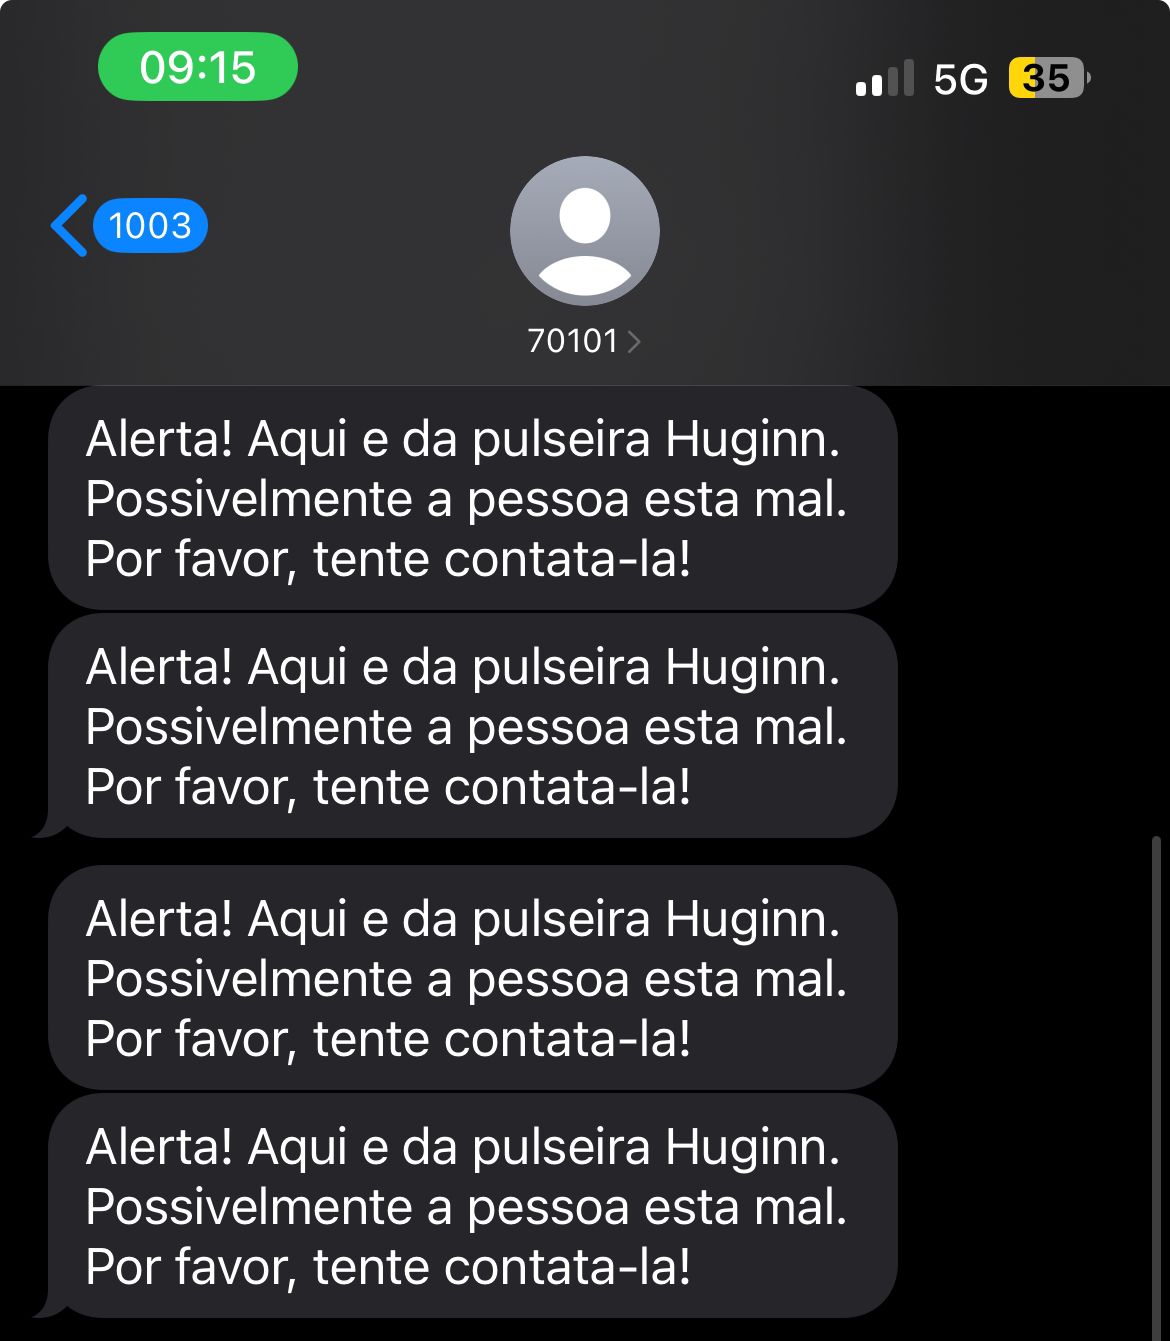 09:15
5G 35
1003
70101
Alerta! Aqui e da pulseira Huginn.
Possivelmente a pessoa esta mal.
Por favor, tente contata-la!
Alerta! Aqui e da pulseira Huginn.
Possivelmente a pessoa esta mal.
Por favor, tente contata-la!
Alerta! Aqui e da pulseira Huginn.
Possivelmente a pessoa esta mal.
Por favor, tente contata-la!
Alerta! Aqui e da pulseira Huginn.
Possivelmente a pessoa esta mal.
Por favor, tente contata-la!